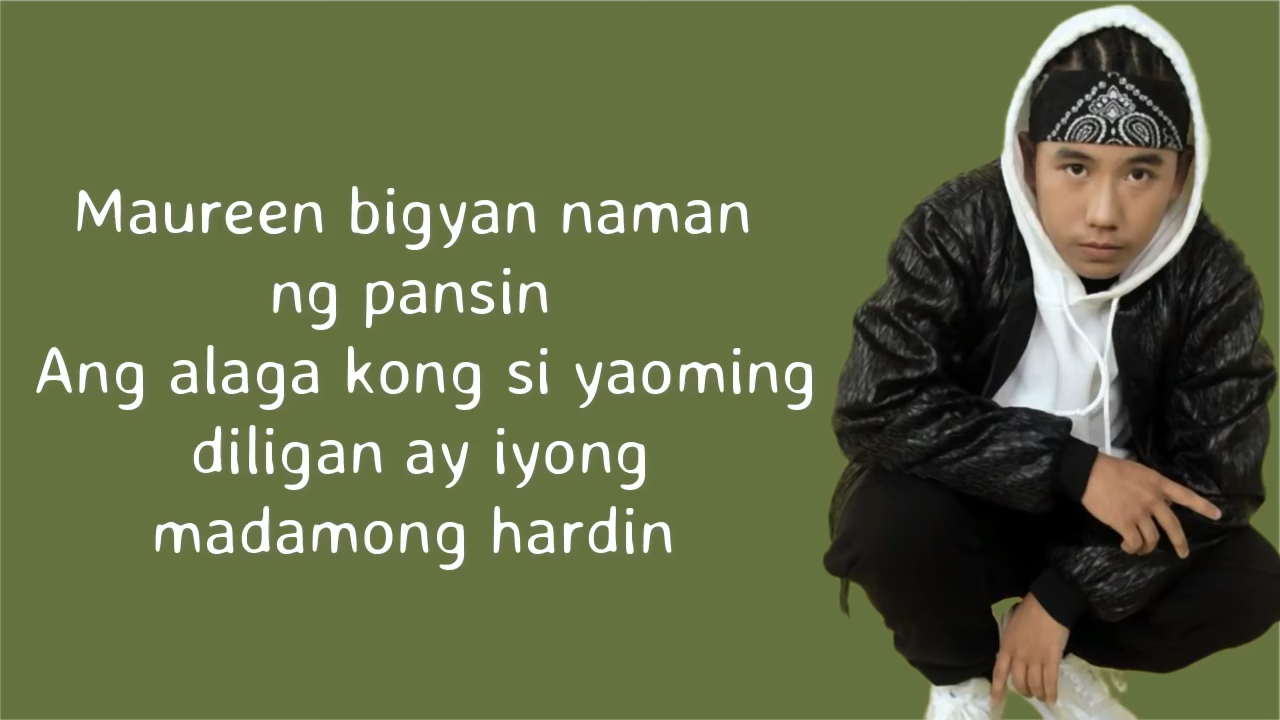 Maureen bigyan naman
ng pansin
Ang alaga kong si yaoming
diligan ay iyong
madamong hardin